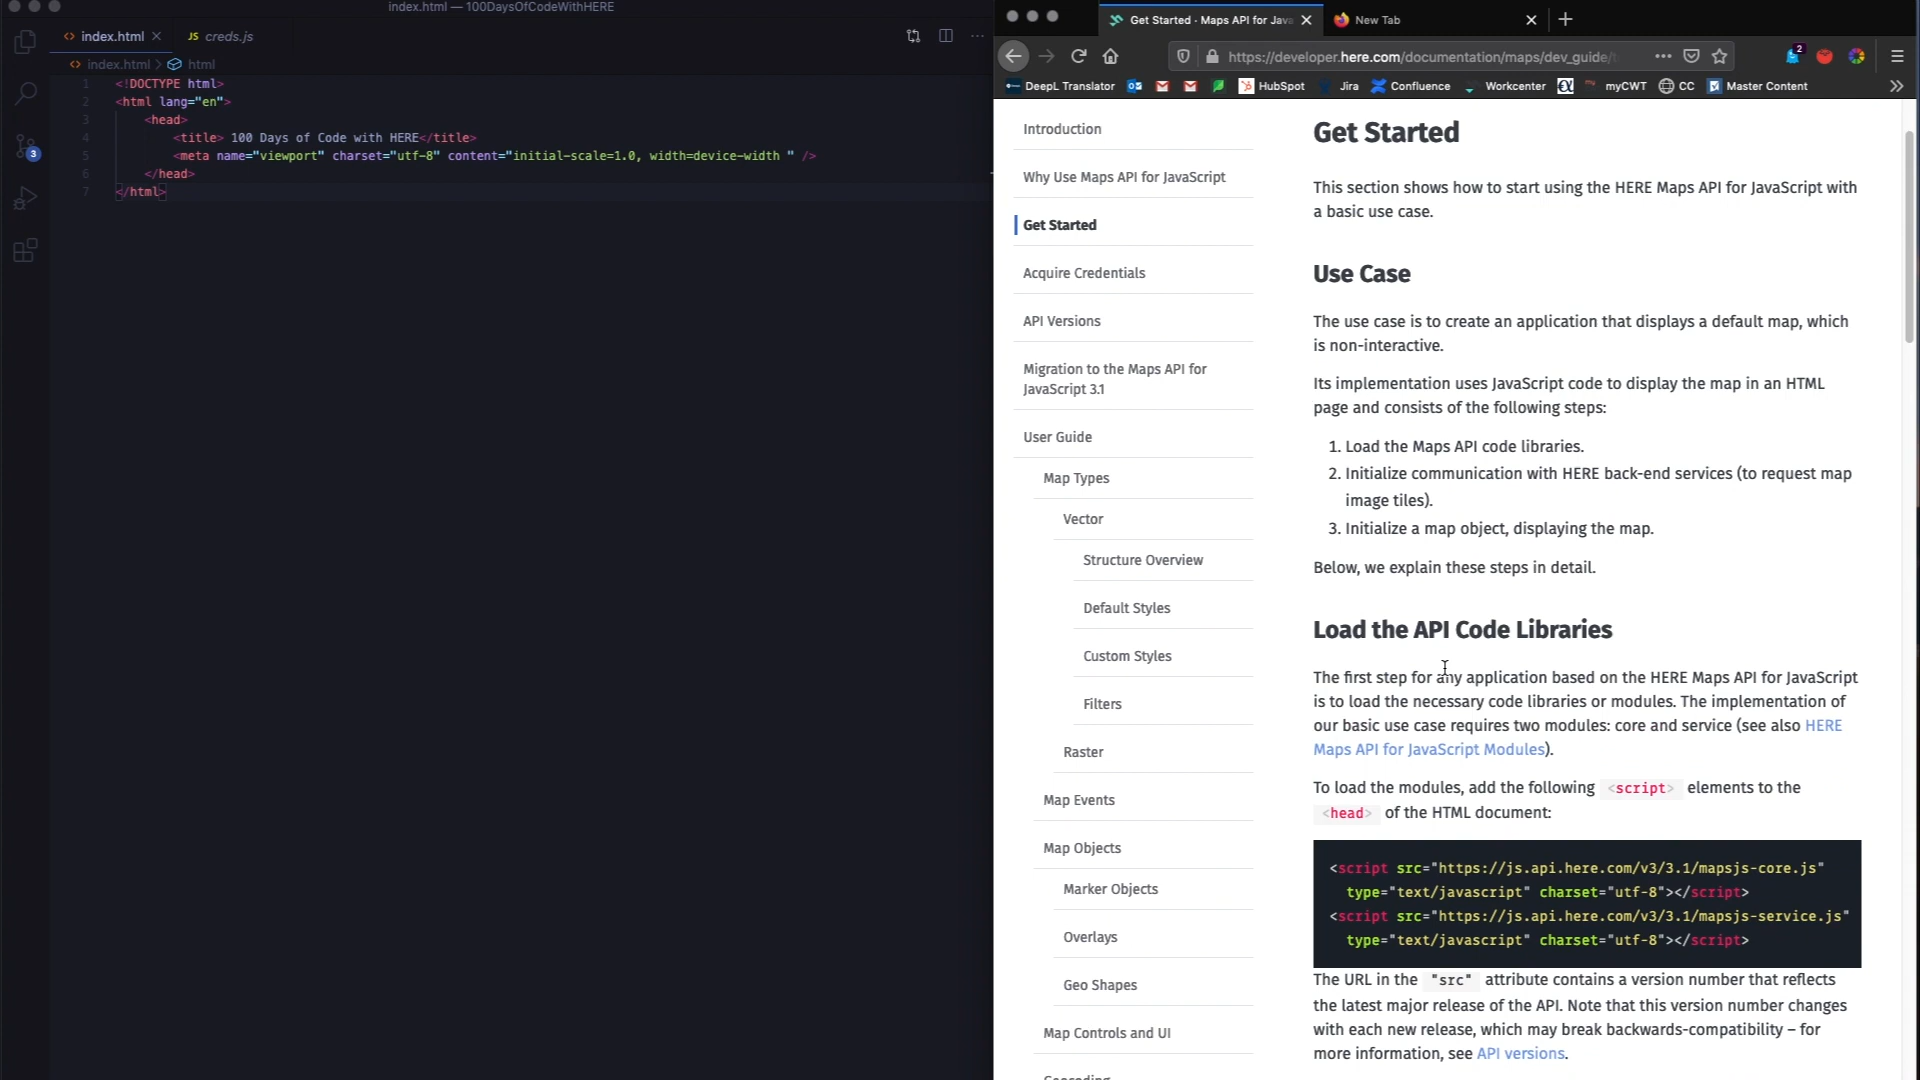 index.html — 100DaysOfCodeWithHERE
<> index.html
JS creds.js
<> index.html > html
1 <!DOCTYPE html>
2 <html lang="en">
3 <head>
4 <title> 100 Days of Code with HERE</title>
5 <meta name="viewport" charset="utf-8" content="initial-scale=1.0, width=device-width " />
6 </head>
7 </html>
3
Get Started · Maps API for Java
New Tab
https://developer.here.com/documentation/maps/dev_guide/
2
DeepL Translator
HubSpot
Jira
Confluence
Workcenter
myCWT
CC
Master Content
Introduction
Why Use Maps API for JavaScript
Get Started
Acquire Credentials
API Versions
Migration to the Maps API for
JavaScript 3.1
User Guide
Map Types
Vector
Structure Overview
Default Styles
Custom Styles
Filters
Raster
Map Events
Map Objects
Marker Objects
Overlays
Geo Shapes
Map Controls and UI
Geocoding
Get Started
This section shows how to start using the HERE Maps API for JavaScript with
a basic use case.
Use Case
The use case is to create an application that displays a default map, which
is non-interactive.
Its implementation uses JavaScript code to display the map in an HTML
page and consists of the following steps:
1. Load the Maps API code libraries.
2. Initialize communication with HERE back-end services (to request map
image tiles).
3. Initialize a map object, displaying the map.
Below, we explain these steps in detail.
Load the API Code Libraries
The first step for any application based on the HERE Maps API for JavaScript
is to load the necessary code libraries or modules. The implementation of
our basic use case requires two modules: core and service (see also HERE
Maps API for JavaScript Modules).
To load the modules, add the following <script> elements to the
<head> of the HTML document:
<script src="https://js.api.here.com/v3/3.1/mapsjs-core.js"
type="text/javascript" charset="utf-8"></script>
<script src="https://js.api.here.com/v3/3.1/mapsjs-service.js"
type="text/javascript" charset="utf-8"></script>
The URL in the "src" attribute contains a version number that reflects
the latest major release of the API. Note that this version number changes
with each new release, which may break backwards-compatibility – for
more information, see API versions.